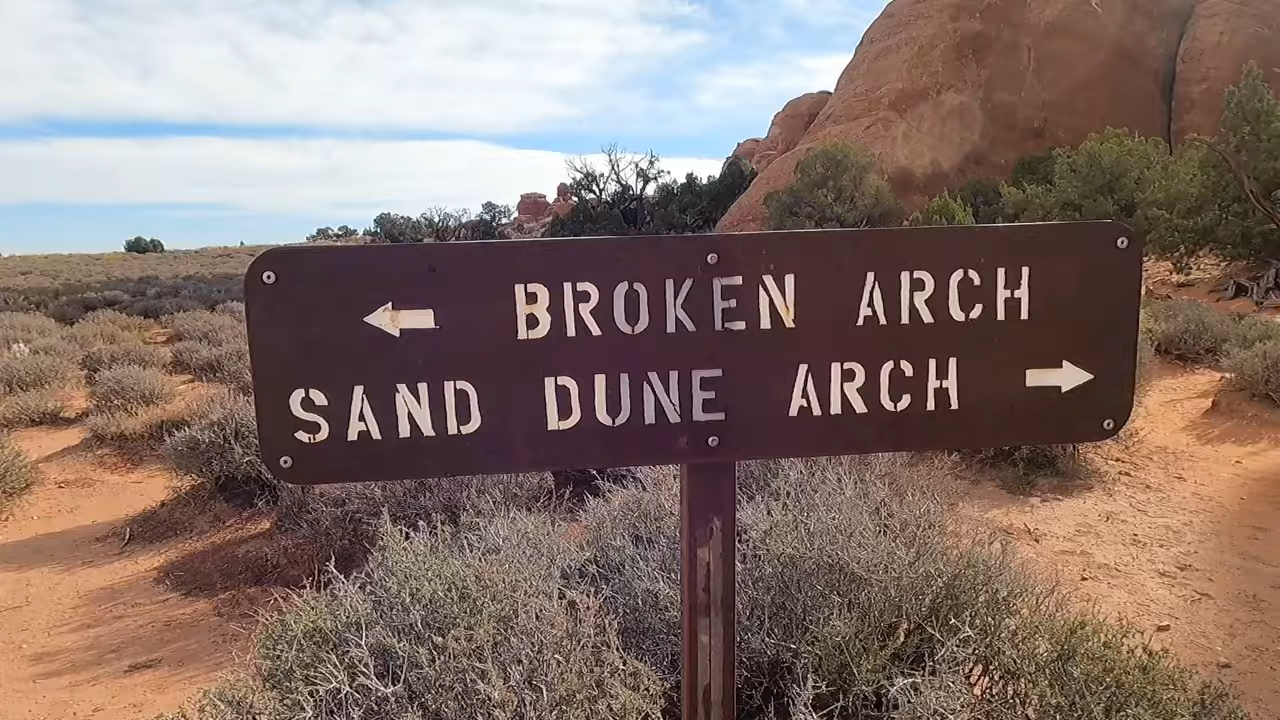 ← BROKEN ARCH
SAND DUNE ARCH →